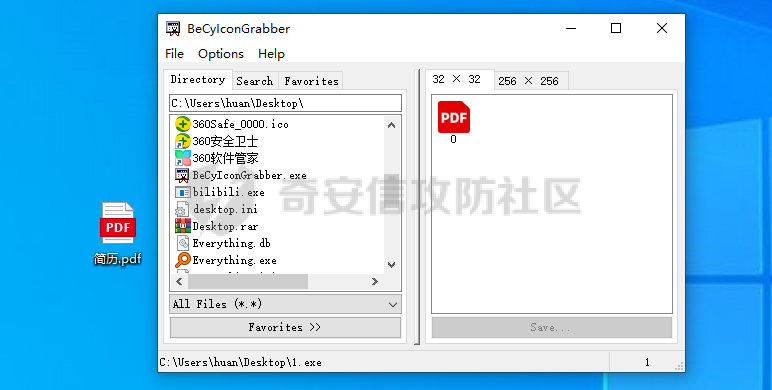 BeCyIconGrabber
File Options Help
Directory Search Favorites
C:\Users\huan\Desktop\
360Safe_0000.ico
360安全卫士
360软件管家
BeCyIconGrabber.exe
bilibili.exe
desktop.ini
Desktop.rar
Everything.db
Everything.exe
All Files (*.*)
Favorites >>
32 × 32 256 × 256
PDF
0
Save...
C:\Users\huan\Desktop\1.exe 1
PDF
简历.pdf
奇安信攻防社区